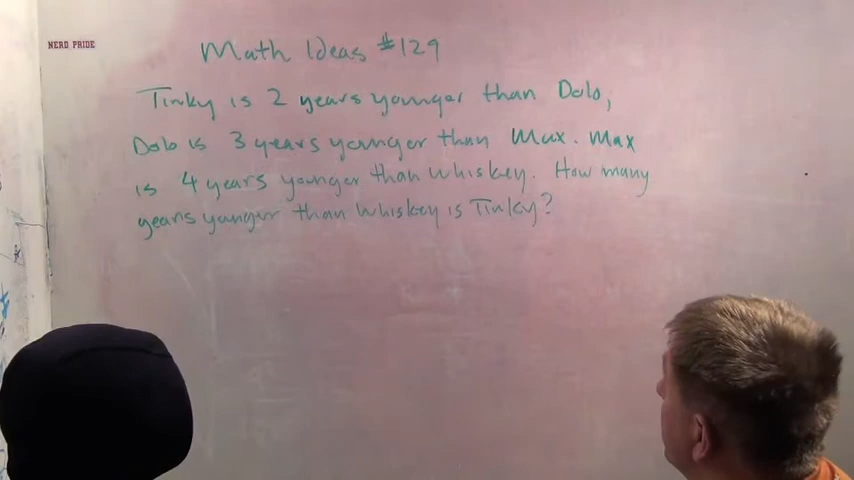 NERD PRIDE
Math Ideas #129
Tinky is 2 years younger than Dolo,
Dolo is 3 years younger than Max. Max
is 4 years younger than Whiskey. How many
years younger than Whiskey is Tinky?